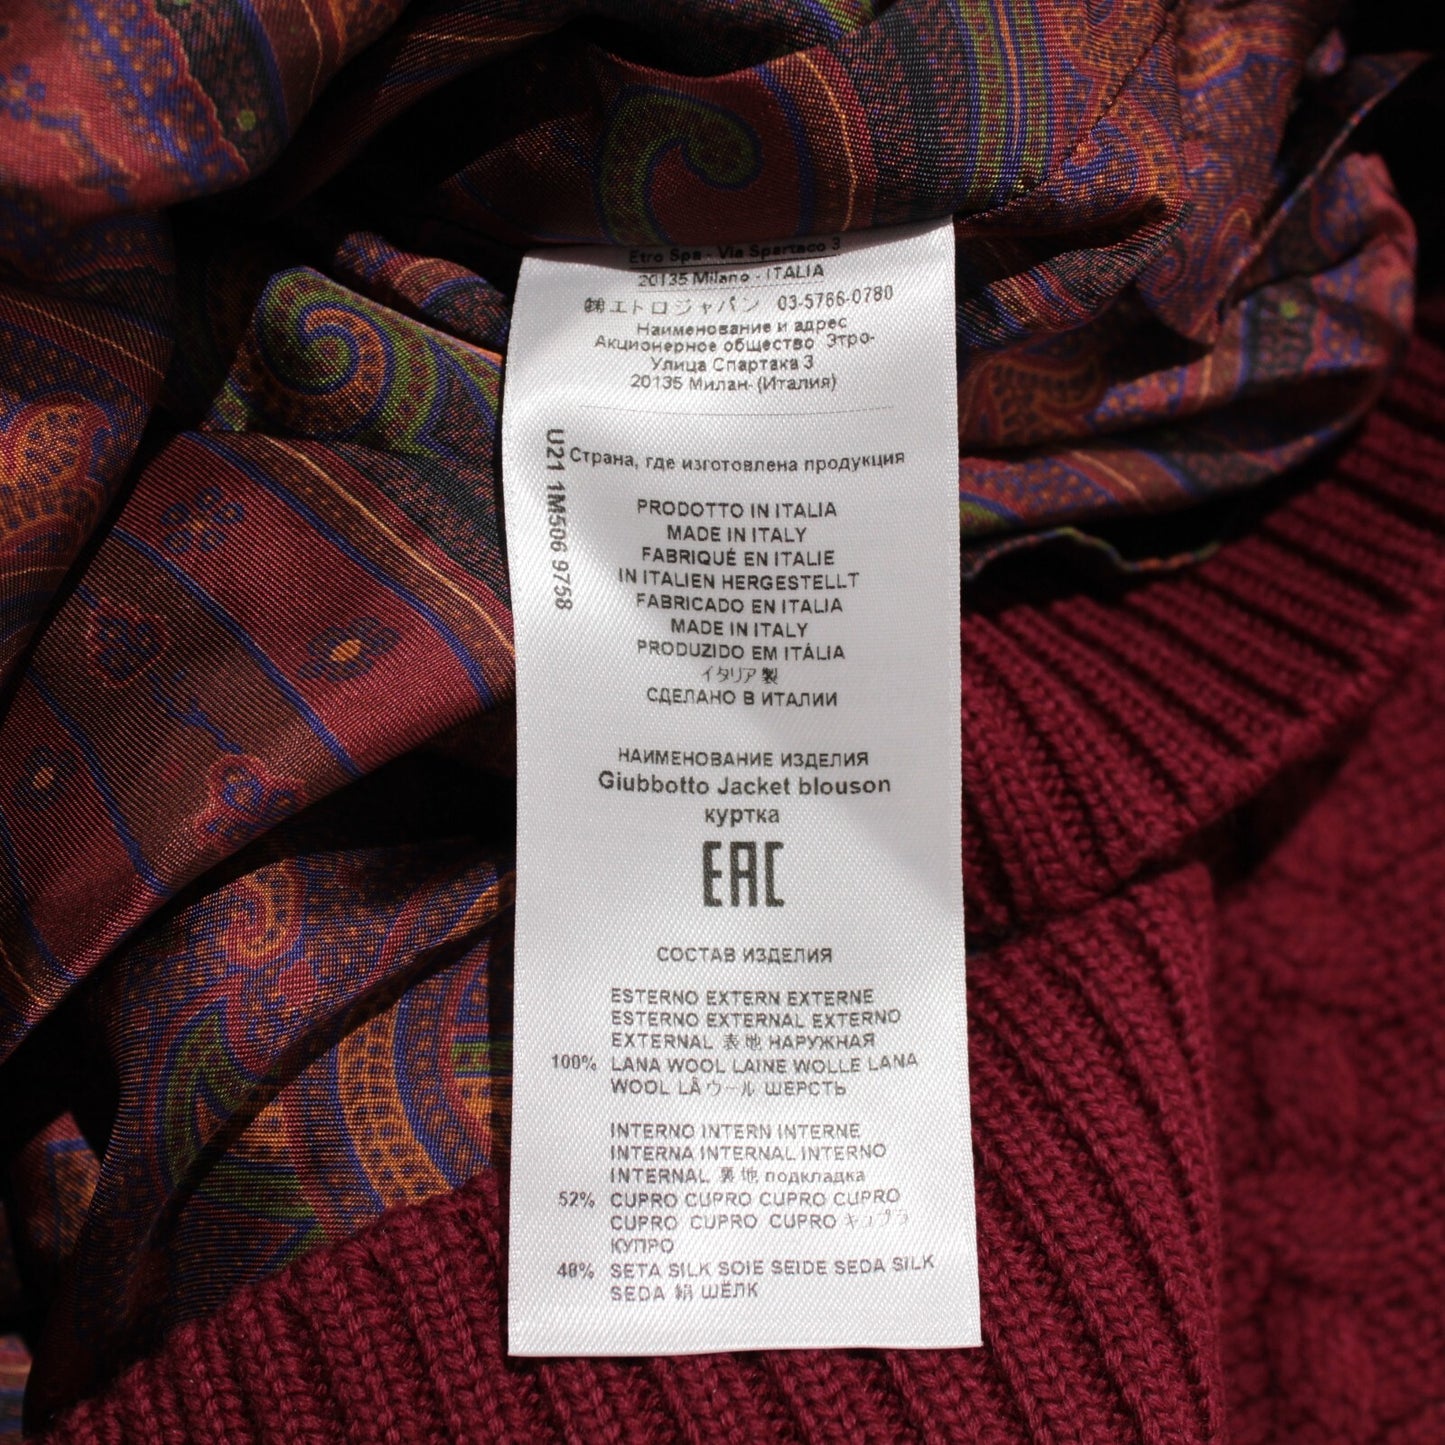 Etro Spa - Via Spartaco 3
20135 Milano - ITALIA
㈱エトロジャパン 03-5766-0780
Наименование и адрес
Акционерное общество Этро-
Улица Спартака 3
20135 Милан- (Италия)
U21 1M506 9758
Страна, где изготовлена продукция
PRODOTTO IN ITALIA
MADE IN ITALY
FABRIQUÉ EN ITALIE
IN ITALIEN HERGESTELLT
FABRICADO EN ITALIA
MADE IN ITALY
PRODUZIDO EM ITÁLIA
イタリア製
СДЕЛАНО В ИТАЛИИ
НАИМЕНОВАНИЕ ИЗДЕЛИЯ
Giubbotto Jacket blouson
куртка
EAC
СОСТАВ ИЗДЕЛИЯ
ESTERNO EXTERN EXTERNE
ESTERNO EXTERNAL EXTERNO
EXTERNAL 表地 НАРУЖНАЯ
100% LANA WOOL LAINE WOLLE LANA
WOOL LÃ ウール ШЕРСТЬ
INTERNO INTERN INTERNE
INTERNA INTERNAL INTERNO
INTERNAL 裏地 подкладка
52% CUPRO CUPRO CUPRO CUPRO
CUPRO CUPRO CUPRO キュプラ
КУПРО
48% SETA SILK SOIE SEIDE SEDA SILK
SEDA 絹 ШЁЛК